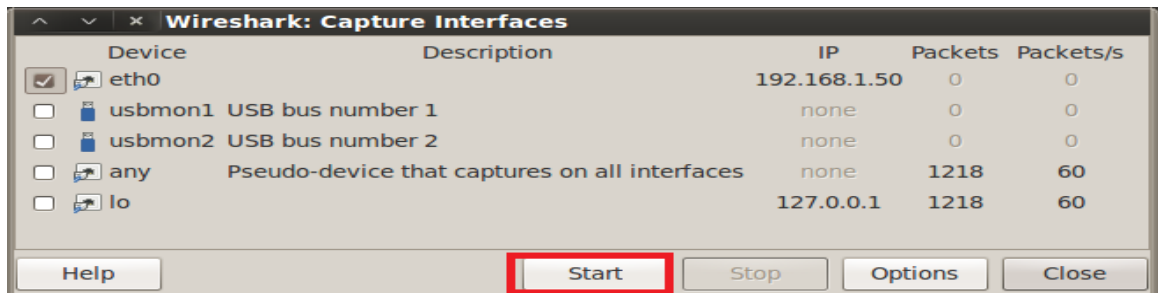 Wireshark: Capture Interfaces
Device Description IP Packets Packets/s
eth0 192.168.1.50 0 0
usbmon1 USB bus number 1 none 0 0
usbmon2 USB bus number 2 none 0 0
any Pseudo-device that captures on all interfaces none 1218 60
lo 127.0.0.1 1218 60
Help Start Stop Options Close